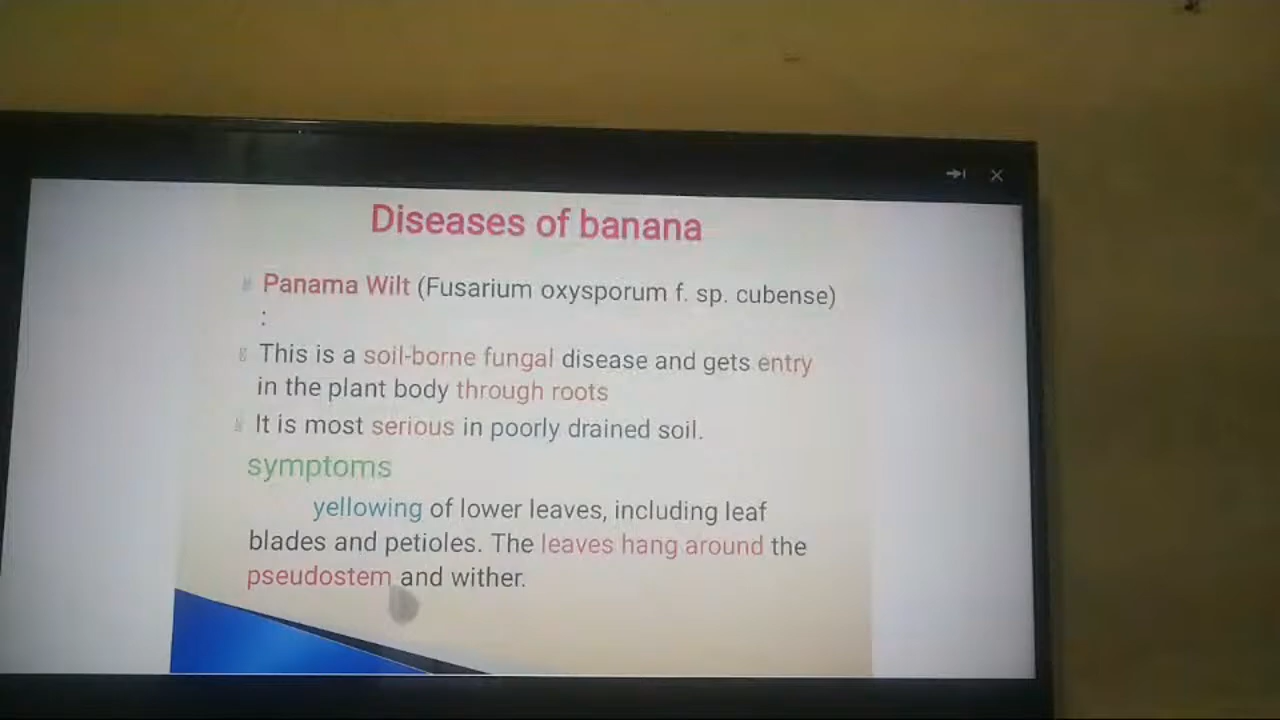 Diseases of banana
Panama Wilt (Fusarium oxysporum f. sp. cubense)
:
This is a soil-borne fungal disease and gets entry
in the plant body through roots
It is most serious in poorly drained soil.
symptoms
yellowing of lower leaves, including leaf
blades and petioles. The leaves hang around the
pseudostem and wither.